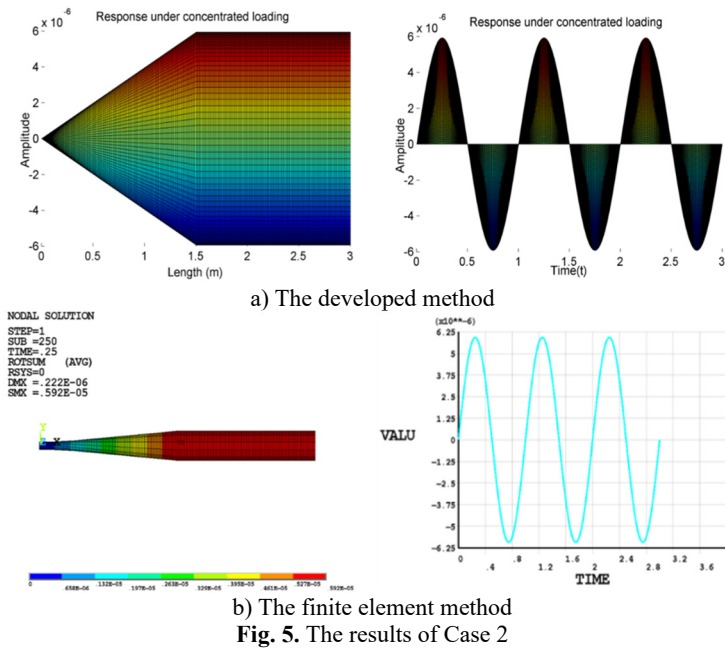 Response under concentrated loading
x 10 -6
6
4
2
0
-2
-4
-6
Amplitude
0 0.5 1 1.5 2 2.5 3
Length (m)
Response under concentrated loading
x 10 -6
6
4
2
0
-2
-4
-6
Amplitude
0 0.5 1 1.5 2 2.5 3
Time(t)
a) The developed method
NODAL SOLUTION
STEP=1
SUB =250
TIME=.25
ROTSUM (AVG)
RSYS=0
DMX =.222E-06
SMX =.592E-05
Y
X
0 .132E-05 .263E-05 .395E-05 .527E-05
.658E-06 .197E-05 .329E-05 .461E-05 .592E-05
(x10**-6)
6.25
5
3.75
2.5
1.25
0
-1.25
-2.5
-3.75
-5
-6.25
VALU
0 .8 1.6 2.4 3.2
.4 1.2 2 2.8 3.6
TIME
b) The finite element method
Fig. 5. The results of Case 2